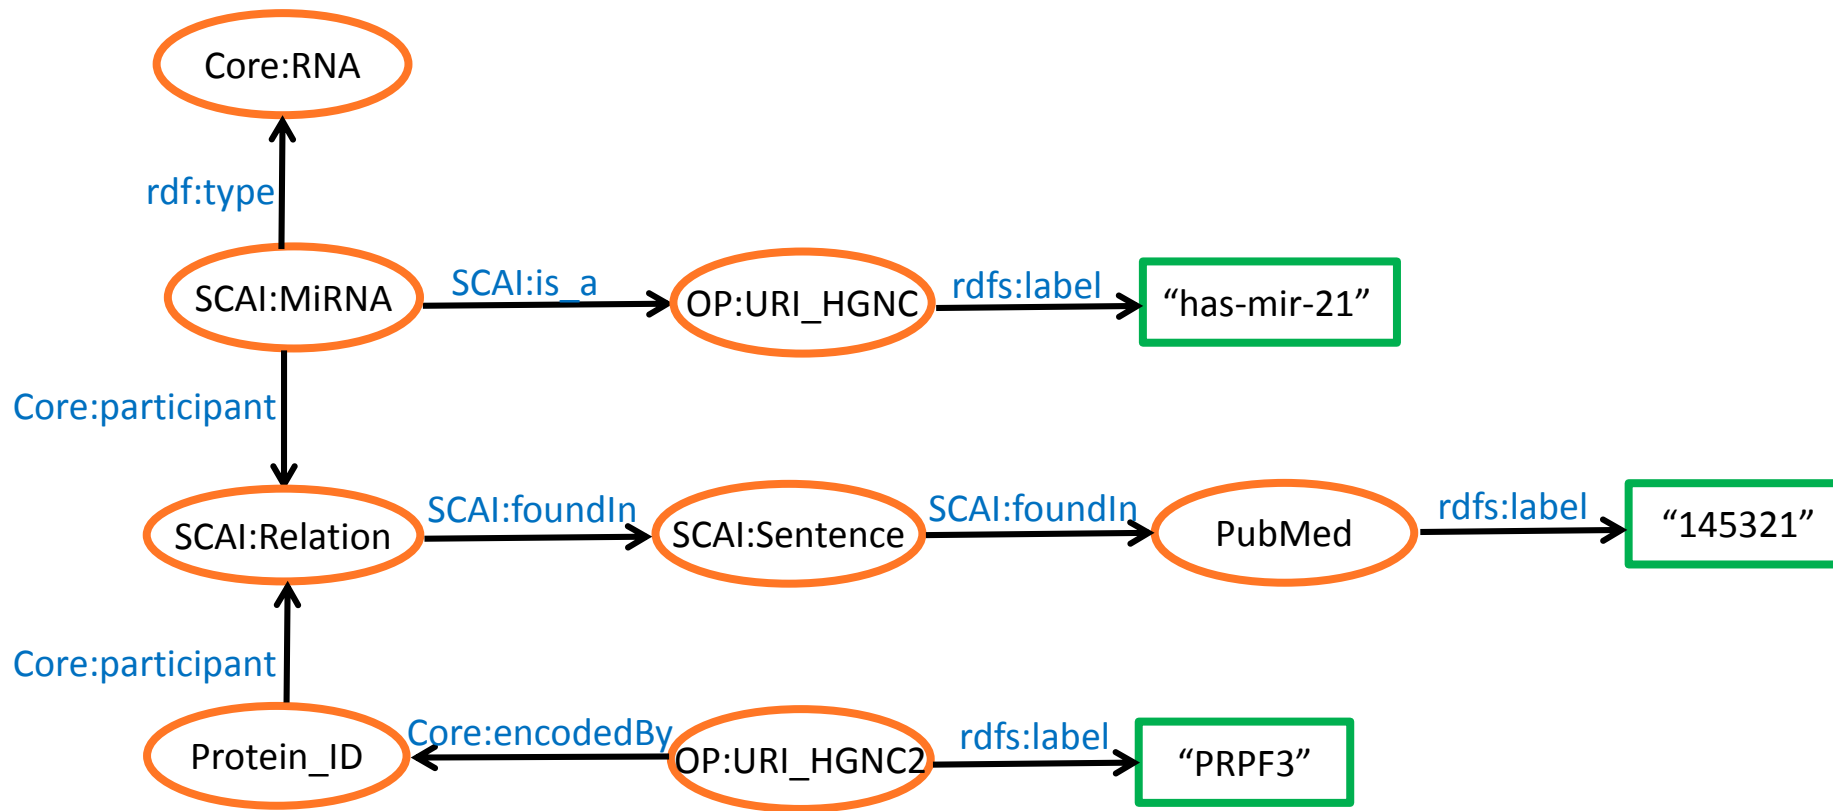 Core:RNA
rdf:type
SCAI:MiRNA
SCAI:is_a
OP:URI_HGNC
rdfs:label
“has-mir-21”
Core:participant
SCAI:Relation
SCAI:foundIn
SCAI:Sentence
SCAI:foundIn
PubMed
rdfs:label
“145321”
Core:participant
Protein_ID
Core:encodedBy
OP:URI_HGNC2
rdfs:label
“PRPF3”